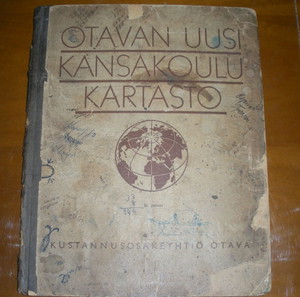 OTAVAN UUSI
KANSAKOULU
KARTASTO
KUSTANNUSOSAKEYHTIÖ OTAVA